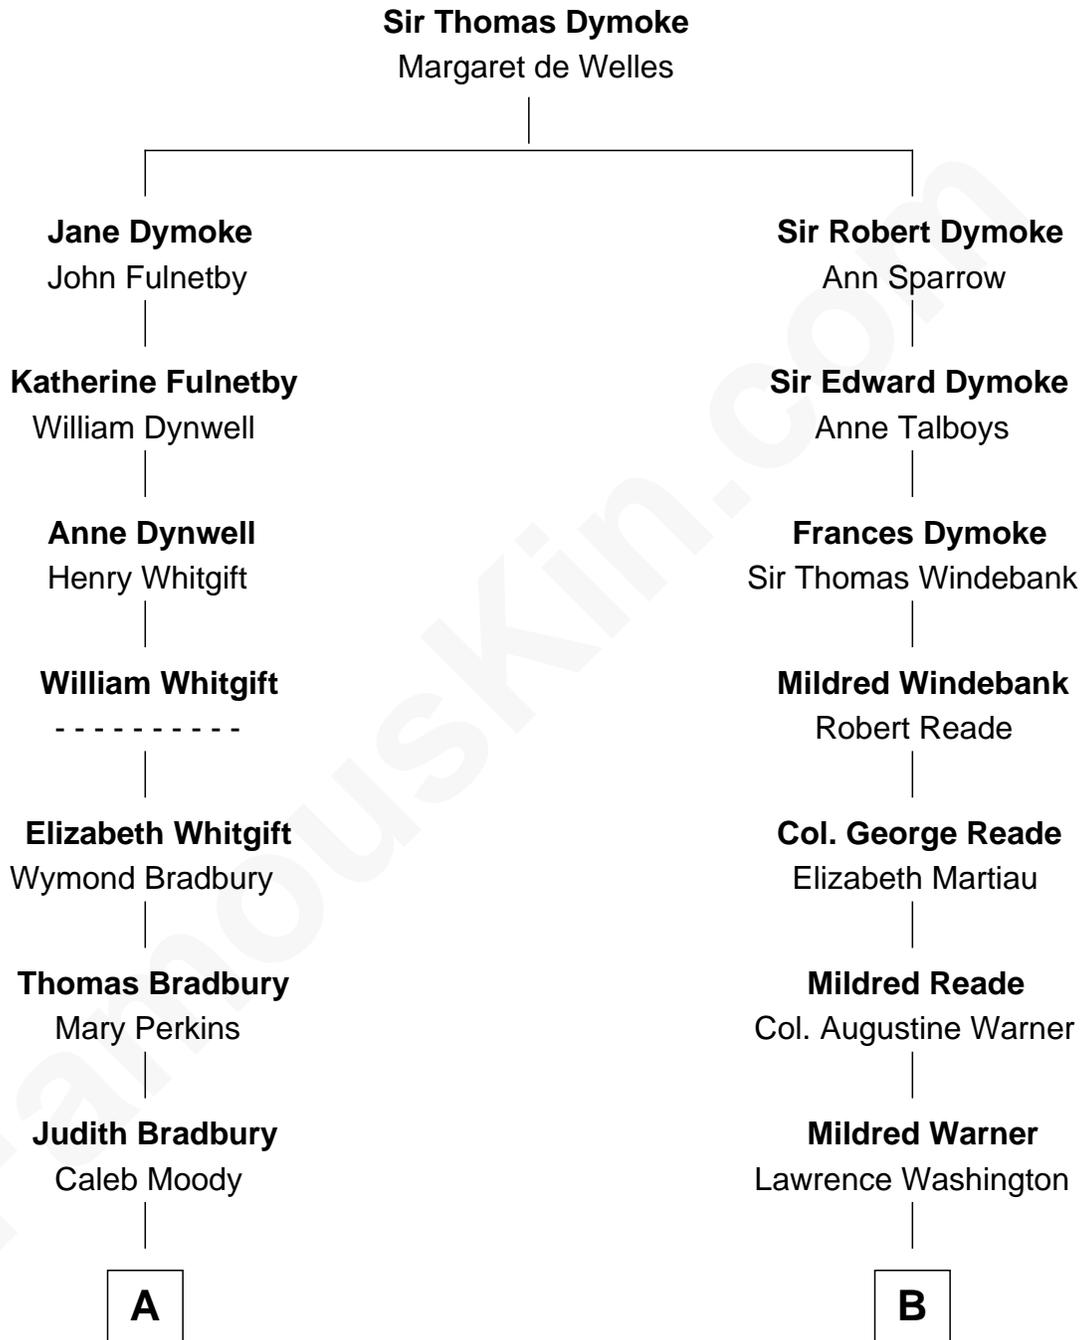 Sir Thomas Dymoke
Margaret de Welles
Jane Dymoke
John Fulnetby
Katherine Fulnetby
William Dynwell
Anne Dynwell
Henry Whitgift
William Whitgift
- - - - - - - - - -
Elizabeth Whitgift
Wymond Bradbury
Thomas Bradbury
Mary Perkins
Judith Bradbury
Caleb Moody
A
Sir Robert Dymoke
Ann Sparrow
Sir Edward Dymoke
Anne Talboys
Frances Dymoke
Sir Thomas Windebank
Mildred Windebank
Robert Reade
Col. George Reade
Elizabeth Martiau
Mildred Reade
Col. Augustine Warner
Mildred Warner
Lawrence Washington
B
FamousKin.com